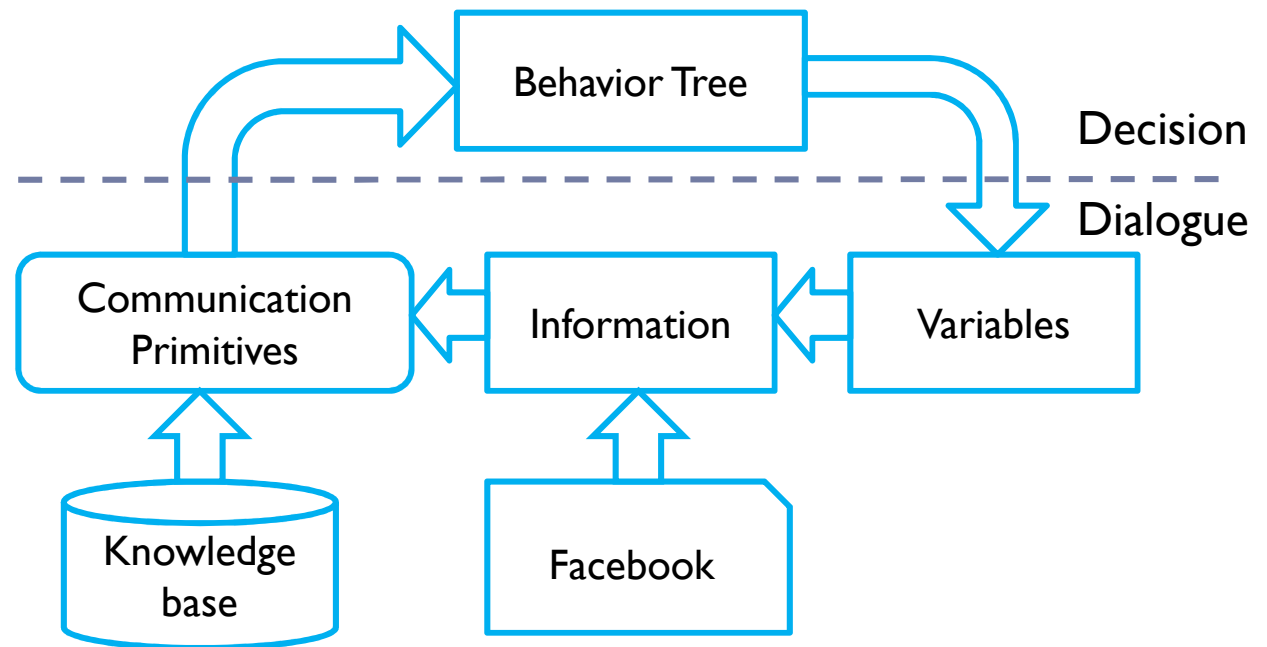 Behavior Tree
Decision
Dialogue
Communication
Primitives
Information
Variables
Knowledge
base
Facebook